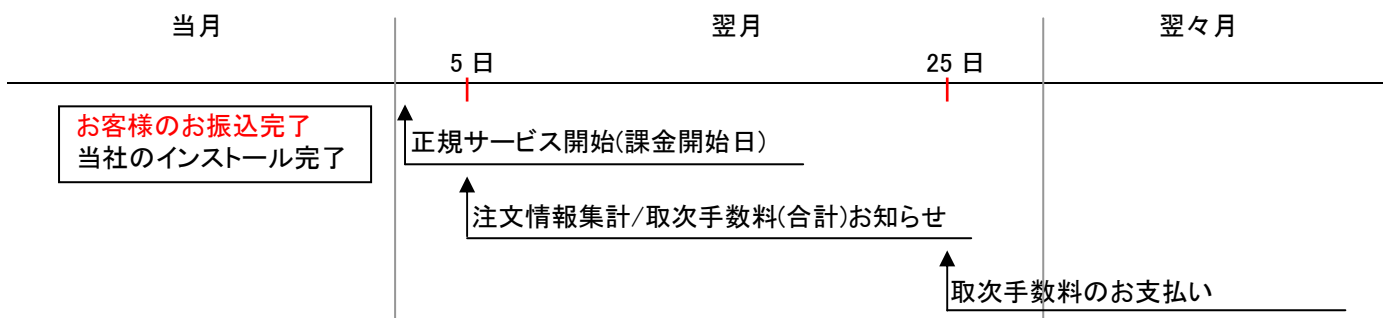 当月 翌月 翌々月
5 日 25 日
お客様のお振込完了
当社のインストール完了
正規サービス開始(課金開始日)
注文情報集計/取次手数料(合計)お知らせ
取次手数料のお支払い